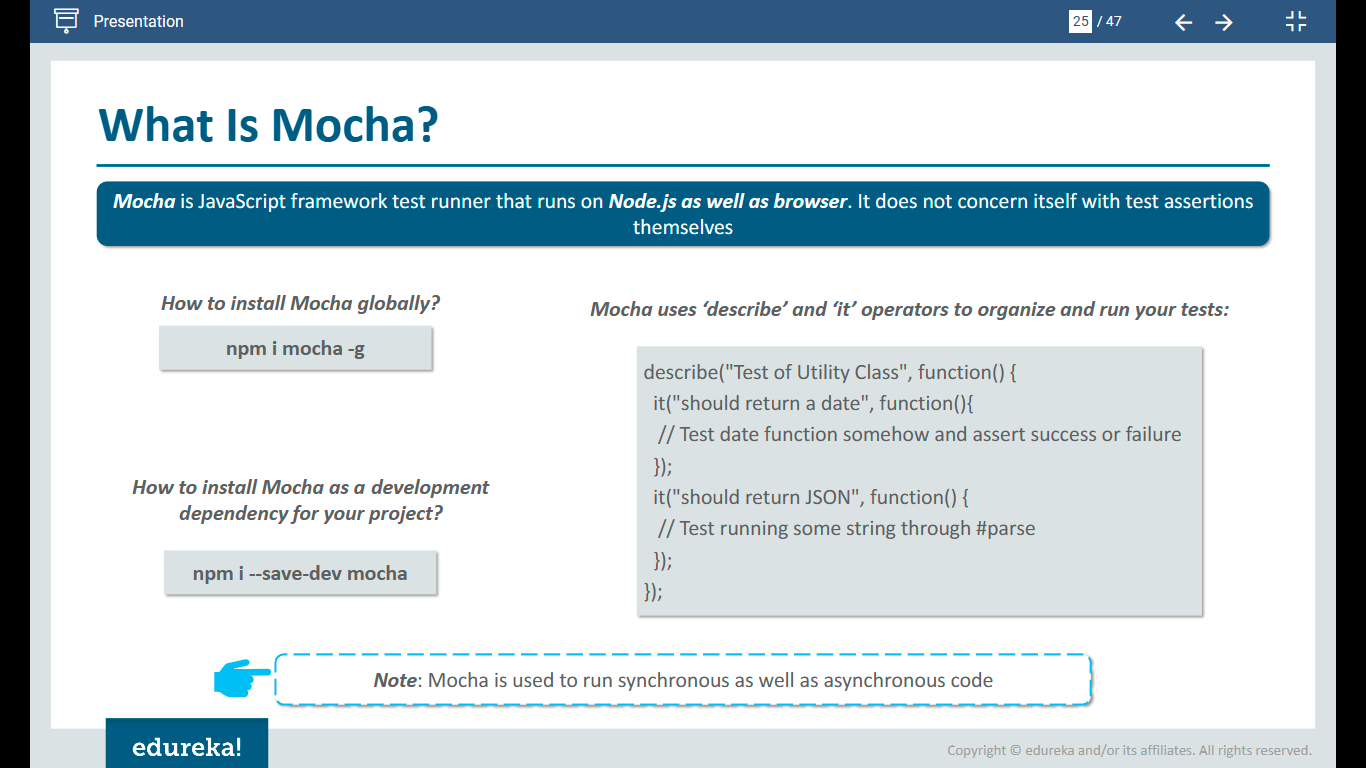 Presentation
25 / 47
What Is Mocha?
Mocha is JavaScript framework test runner that runs on Node.js as well as browser. It does not concern itself with test assertions
themselves
How to install Mocha globally?
npm i mocha -g
How to install Mocha as a development
dependency for your project?
npm i --save-dev mocha
Mocha uses ‘describe’ and ‘it’ operators to organize and run your tests:
describe("Test of Utility Class", function() {
it("should return a date", function(){
// Test date function somehow and assert success or failure
});
it("should return JSON", function() {
// Test running some string through #parse
});
});
Note: Mocha is used to run synchronous as well as asynchronous code
edureka!
Copyright © edureka and/or its affiliates. All rights reserved.